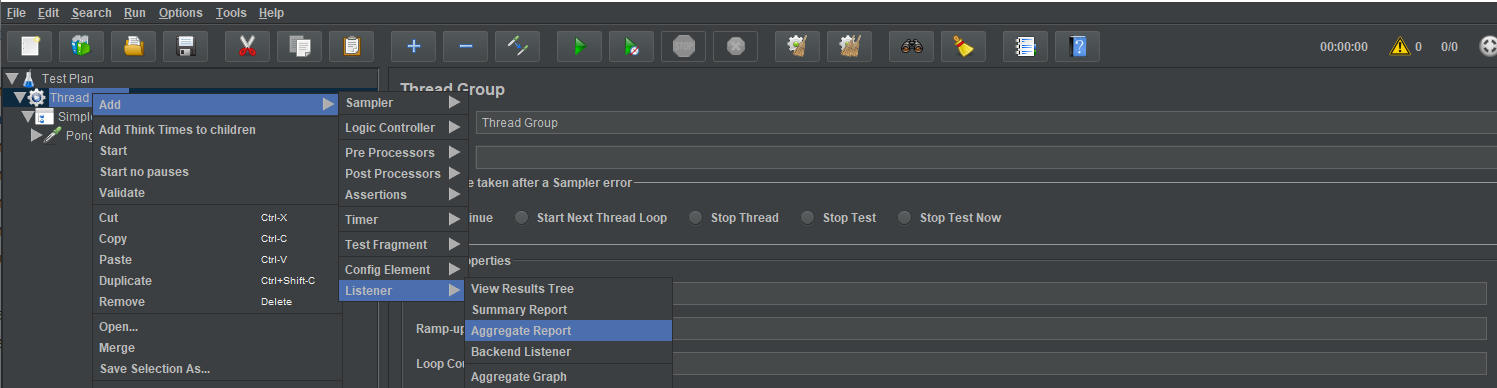 File Edit Search Run Options Tools Help
00:00:00 0 0/0
Test Plan
Thread
Simple
Pong
Add
Add Think Times to children
Start
Start no pauses
Validate
Cut Ctrl-X
Copy Ctrl-C
Paste Ctrl-V
Duplicate Ctrl+Shift-C
Remove Delete
Open...
Merge
Save Selection As...
Sampler
Logic Controller
Pre Processors
Post Processors
Assertions
Timer
Test Fragment
Config Element
Listener
View Results Tree
Summary Report
Aggregate Report
Backend Listener
Aggregate Graph
Thread Group
Thread Group
e taken after a Sampler error
inue Start Next Thread Loop Stop Thread Stop Test Stop Test Now
operties
Ramp-up
Loop Cou
STOP